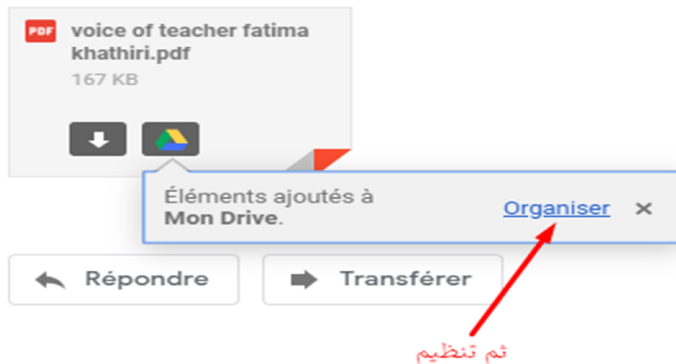 PDF voice of teacher fatima
khathiri.pdf
167 KB
Éléments ajoutés à
Mon Drive.
Organiser ×
Répondre
Transférer
ثم تنظيم